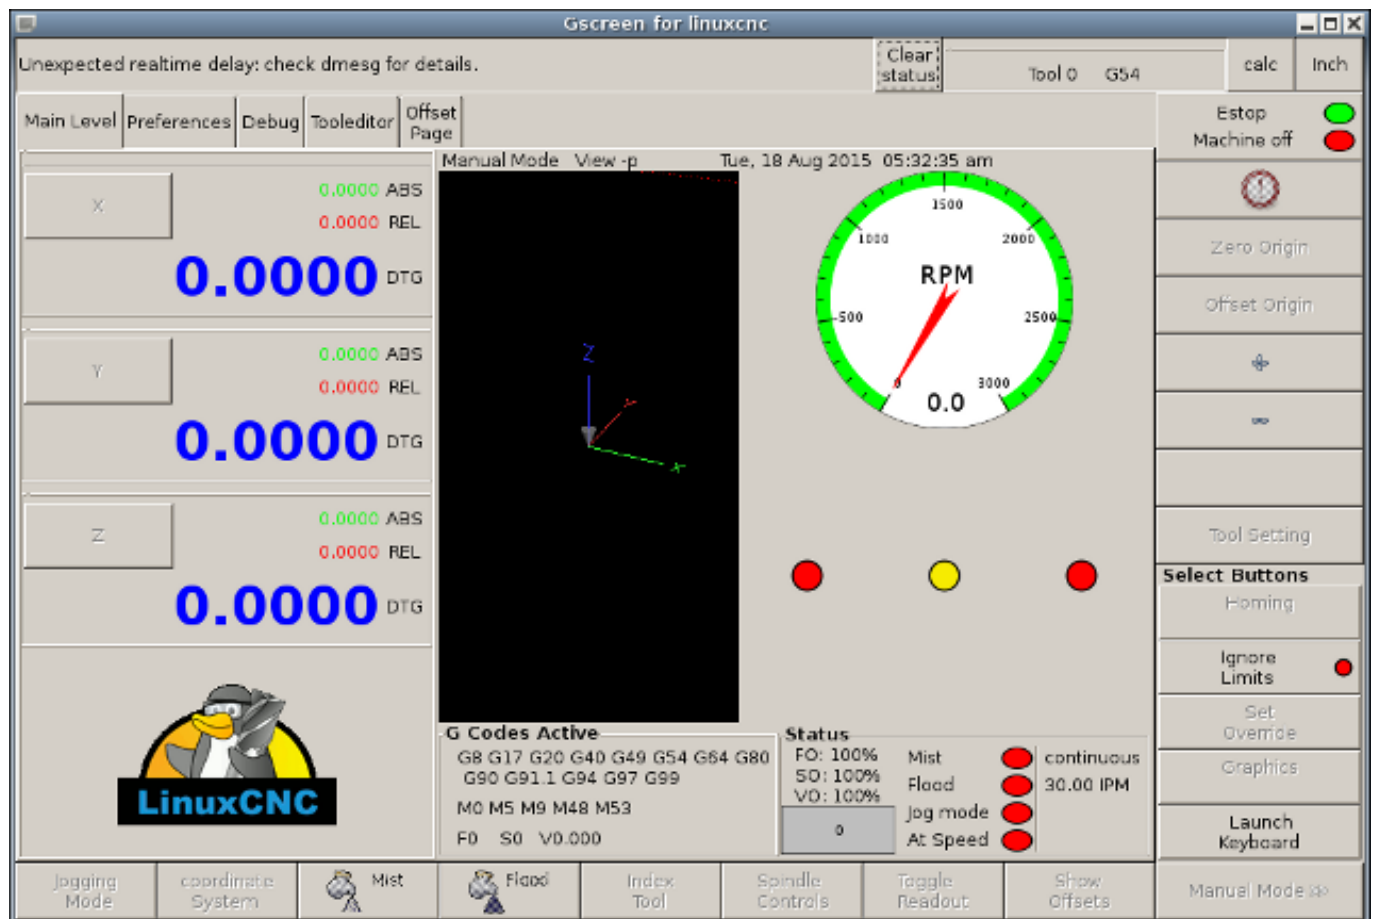 Gscreen for linuxcnc
Unexpected realtime delay: check dmesg for details.
Clear
status
Tool 0 G54
calc
Inch
Main Level
Preferences
Debug
Tooleditor
Offset
Page
Estop
Machine off
Manual Mode View -p Tue, 18 Aug 2015 05:32:35 am
X
0.0000 ABS
0.0000 REL
0.0000 DTG
Y
0.0000 ABS
0.0000 REL
0.0000 DTG
Z
0.0000 ABS
0.0000 REL
0.0000 DTG
LinuxCNC
Z
Y
X
1500
1000
2000
RPM
500
2500
0
3000
0.0
Zero Origin
Offset Origin
+
-
Tool Setting
Select Buttons
Homing
Ignore
Limits
Set
Override
Graphics
Launch
Keyboard
G Codes Active
G8 G17 G20 G40 G49 G54 G64 G80
G90 G91.1 G94 G97 G99
M0 M5 M9 M48 M53
F0 S0 V0.000
Status
FO: 100%
SO: 100%
VO: 100%
0
Mist
Flood
Jog mode
At Speed
continuous
30.00 IPM
Jogging
Mode
coordinate
System
Mist
Flood
Index
Tool
Spindle
Controls
Toggle
Readout
Show
Offsets
Manual Mode >>